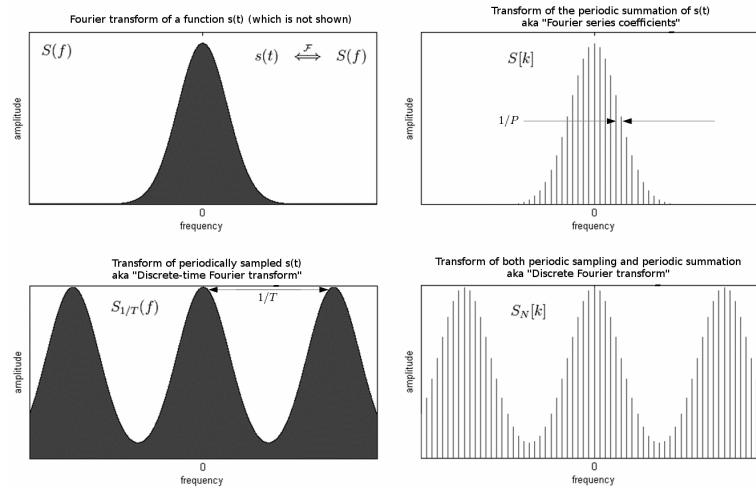 Fourier transform of a function s(t) (which is not shown)
S(f)
s(t) ℱ⟺ S(f)
amplitude
0
frequency
Transform of the periodic summation of s(t)
aka "Fourier series coefficients"
S[k]
1/P
amplitude
0
frequency
Transform of periodically sampled s(t)
aka "Discrete-time Fourier transform"
S_{1/T}(f)
1/T
amplitude
0
frequency
Transform of both periodic sampling and periodic summation
aka "Discrete Fourier transform"
S_N[k]
amplitude
0
frequency